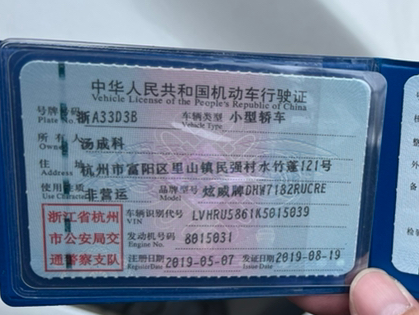 中华人民共和国机动车行驶证
Vehicle License of the People's Republic of China
号牌号码 浙A33D3B 车辆类型 小型轿车
Plate No. Vehicle Type
所有人 汤成科
Owner
住址 杭州市富阳区里山镇民强村水竹蓬121号
Address
使用性质 非营运 品牌型号 炫威牌DHW7182RUCRE
Use Character Model
浙江省杭州市公安局交通警察支队
车辆识别代号 LVHRU5861K5015039
VIN
发动机号码 8015031
Engine No.
注册日期 2019-05-07 发证日期 2019-08-19
Register Date Issue Date